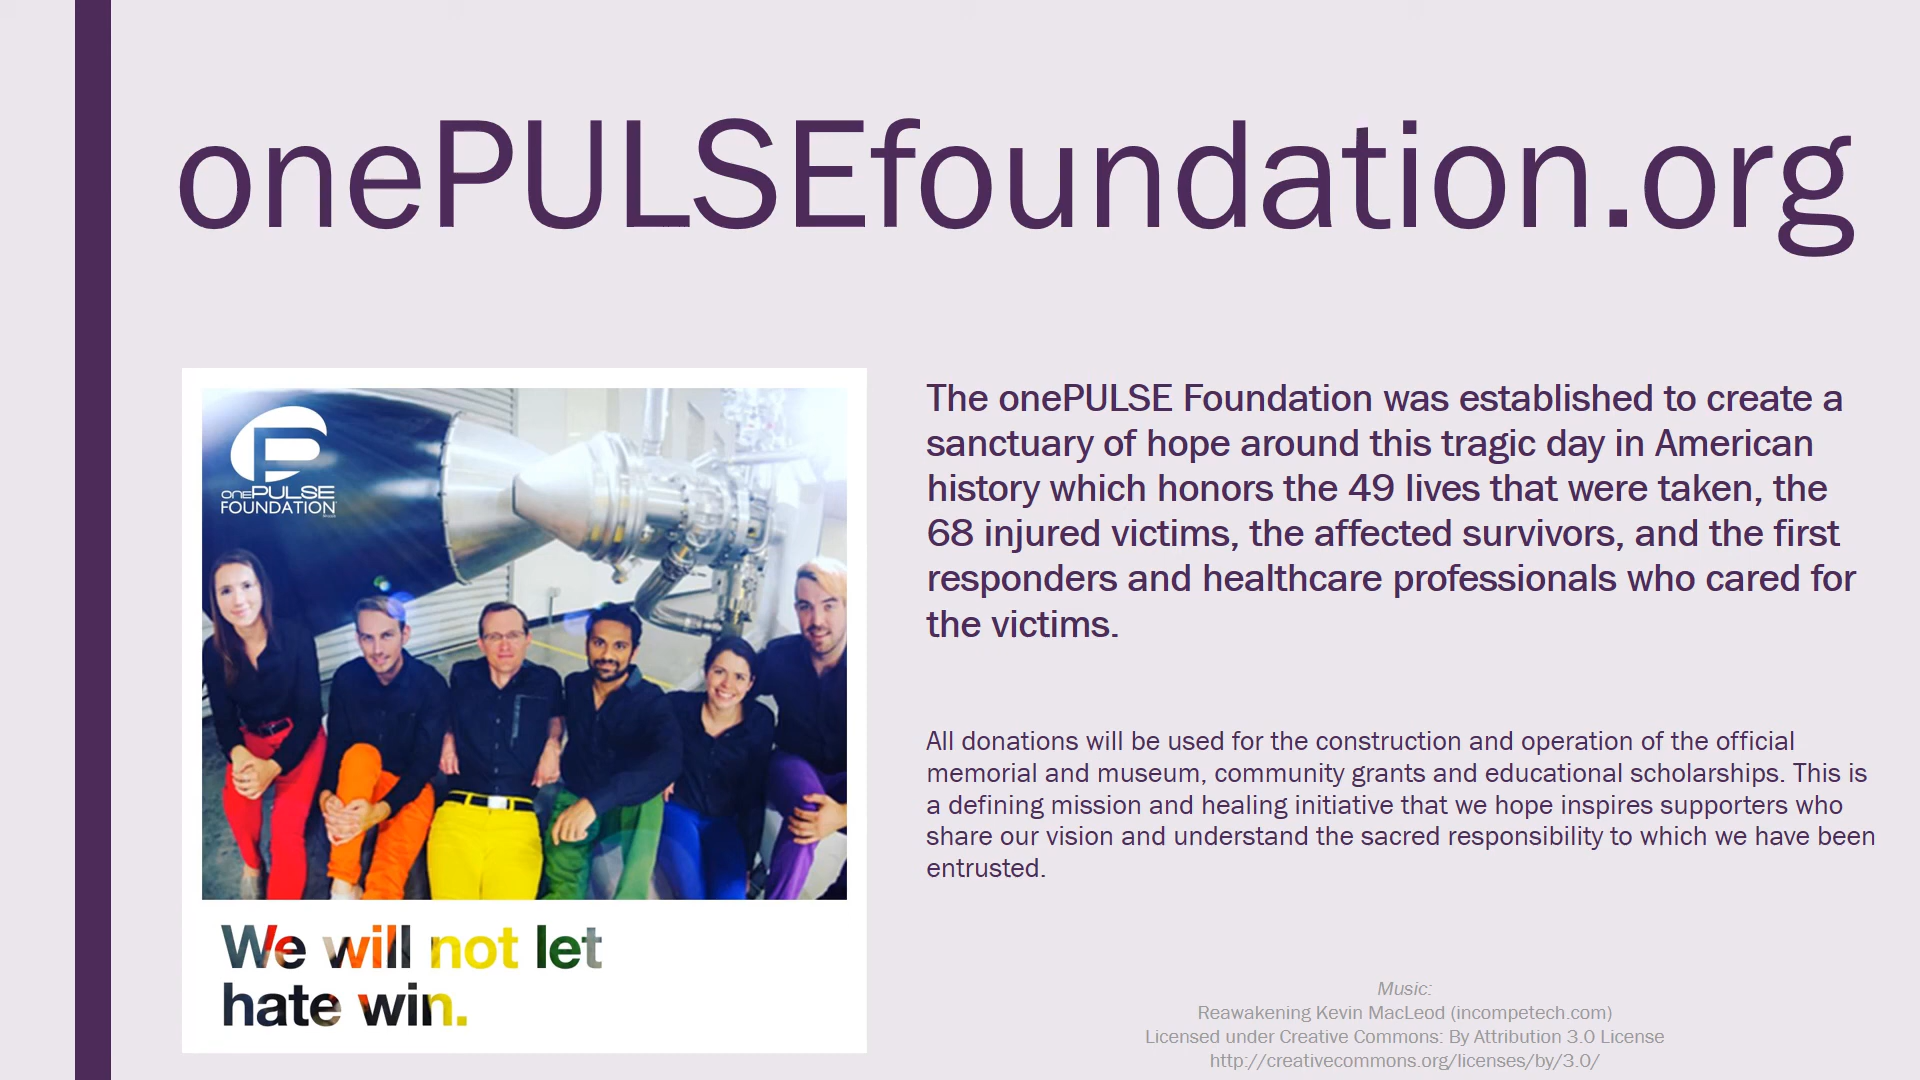 onePULSEfoundation.org
onePULSE
FOUNDATION
We will not let
hate win.
The onePULSE Foundation was established to create a
sanctuary of hope around this tragic day in American
history which honors the 49 lives that were taken, the
68 injured victims, the affected survivors, and the first
responders and healthcare professionals who cared for
the victims.
All donations will be used for the construction and operation of the official
memorial and museum, community grants and educational scholarships. This is
a defining mission and healing initiative that we hope inspires supporters who
share our vision and understand the sacred responsibility to which we have been
entrusted.
Music:
Reawakening Kevin MacLeod (incompetech.com)
Licensed under Creative Commons: By Attribution 3.0 License
http://creativecommons.org/licenses/by/3.0/